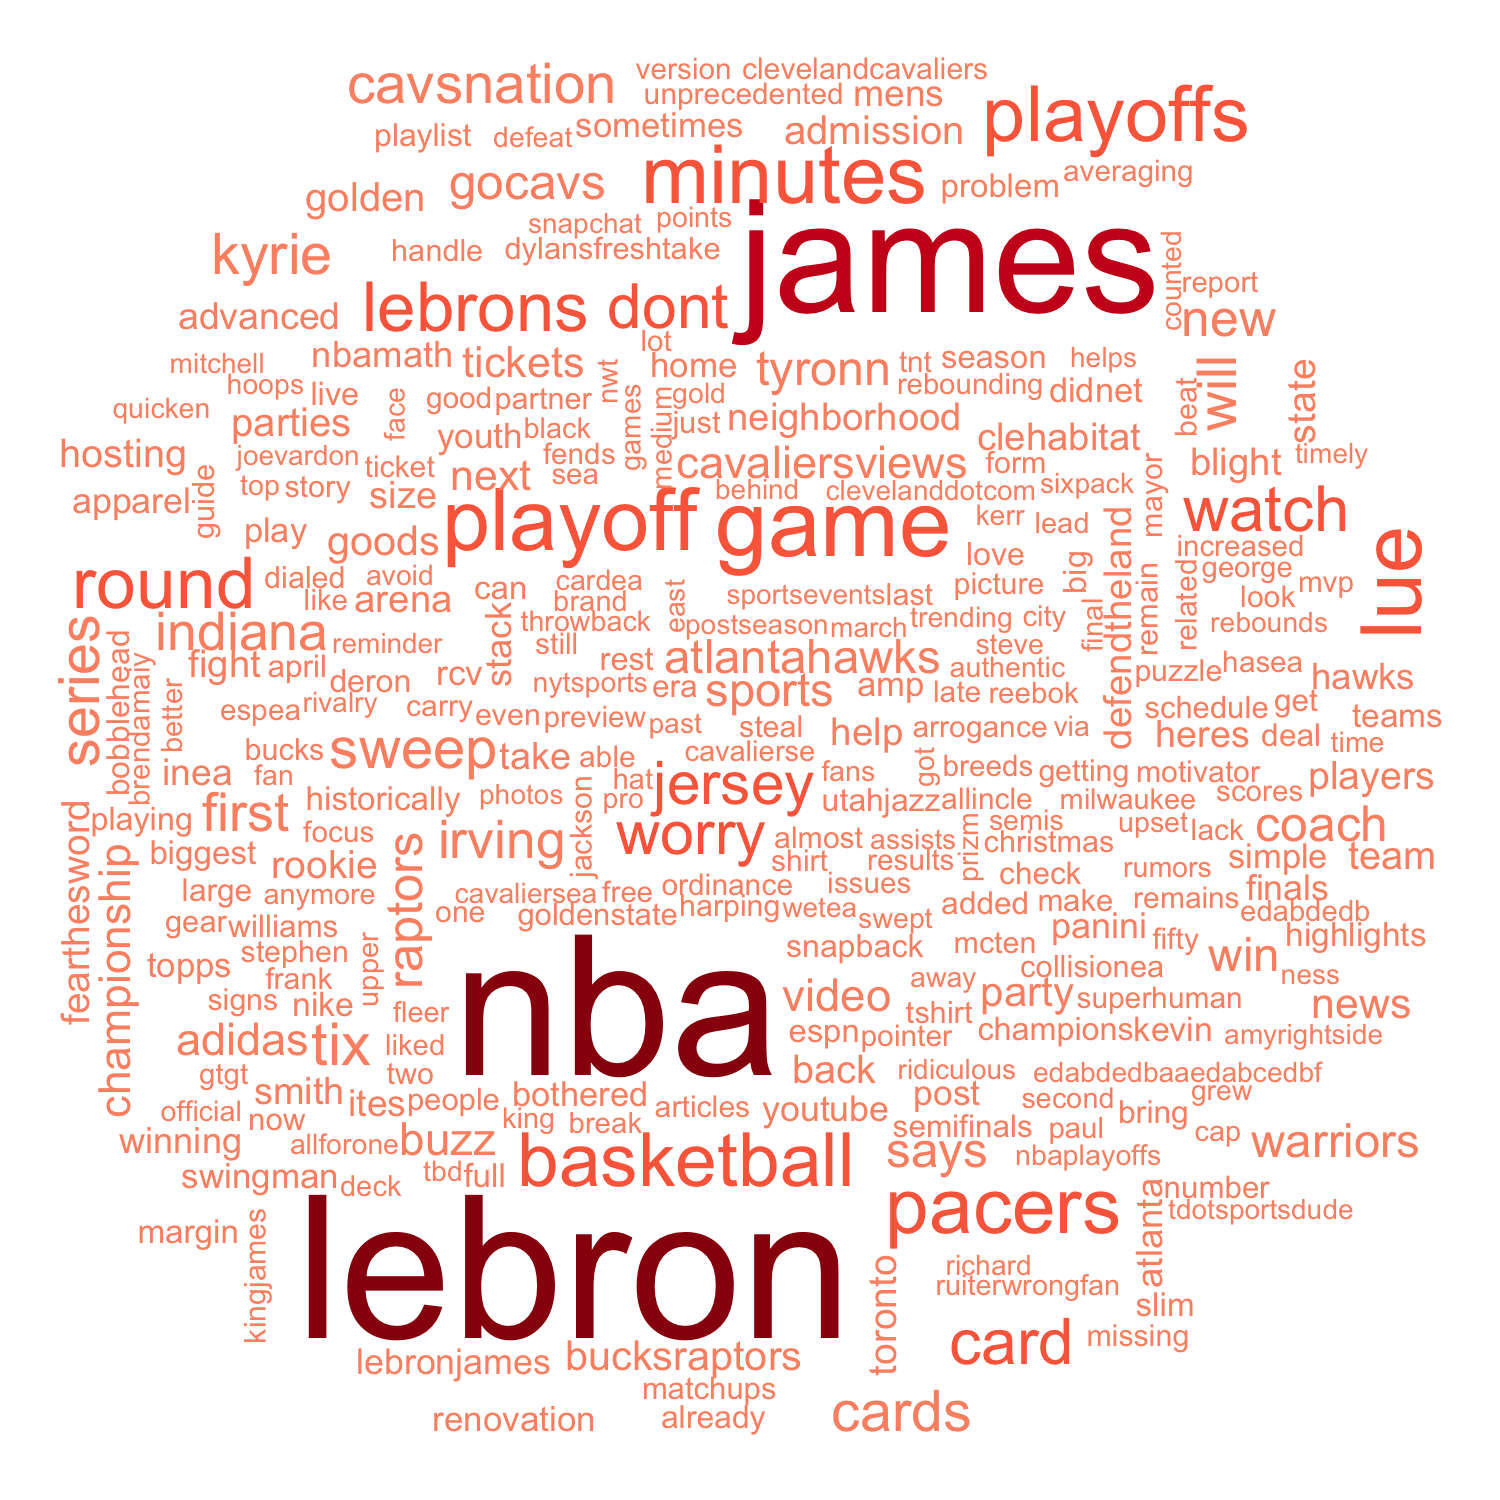 version clevelandcavaliers
cavsnation
unprecedented mens
playoffs
playlist defeat sometimes admission
minutes
problem averaging
golden gocavs
snapchat points
james
kyrie handle dylansfreshtake
counted report
advanced lebrons dont new
lot
mitchell nbamath tickets home tyronn tnt season helps
hoops live face good partner nwt gold rebounding didnet beat will state
quicken parties youth black games medium just neighborhood
hosting joevardon ticket fends clehabitat
guide top story next sea cavaliersviews form blight timely
apparel size behind clevelanddotcom sixpack mayor
play playoff game kerr lead watch
goods love defendtheland increased
round dialed avoid can cardea picture big george mvp lue
like arena brand east sportseventslast look
indiana reminder stack throwback postseason march trending city final remain related rebounds
still steve
series bobblehead brendamaly fight april rest atlantahawks authentic puzzle hasea hawks
better deron rcv nytsports era sports amp late reebok
espea rivalry carry even preview past schedule get teams
steal help arrogance via heres deal time
bucks sweep take able cavalierse
inea fan hat jersey fans got breeds getting motivator players
historically photos pro utahjazz allincle milwaukee scores
fearthesword playing first focus irving jackson worry almost assists prizm semis upset lack coach
championship biggest rookie raptors shirt results christmas simple team
large anymore cavaliersea free ordinance issues check rumors finals
gear williams one goldenstate harping wetea swept added make remains edabdedb
stephen snapback mcten panini fifty win highlights
topps frank upper nba away collisionea ness
signs nike fleer video tshirt party superhuman news
adidas tix liked espn pointer championskevin amyrightside
gtgt two back ridiculous edabdedbaaedabcedbf
smith ites people bothered articles youtube post second grew
official now king break semifinals paul bring cap
winning allforone buzz basketball says nbaplayoffs warriors
swingman deck tbd full
pacers atlanta number
margin tdotsportsdude
kingjames lebron toronto richard
ruiterwrongfan
slim
card missing
lebronjames bucksraptors
matchups
renovation already cards